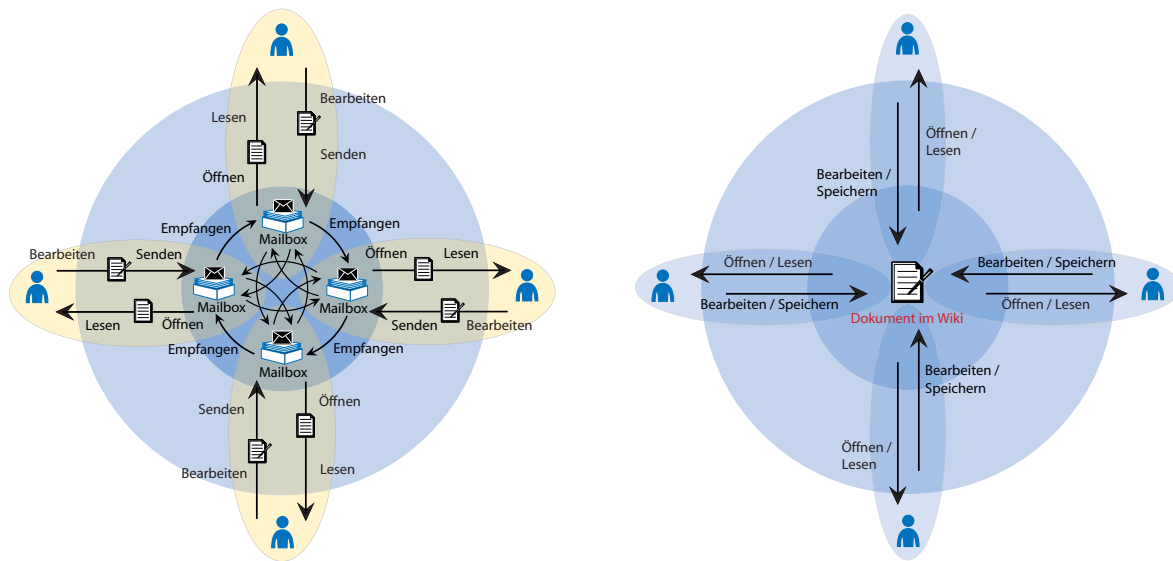 Bearbeiten
Lesen
Senden
Öffnen
Empfangen
Empfangen
Mailbox
Bearbeiten
Senden
Öffnen
Lesen
Mailbox
Mailbox
Lesen
Öffnen
Senden
Bearbeiten
Empfangen
Empfangen
Mailbox
Senden
Öffnen
Bearbeiten
Lesen
Öffnen /
Lesen
Bearbeiten /
Speichern
Öffnen / Lesen
Bearbeiten / Speichern
Bearbeiten / Speichern
Öffnen / Lesen
Dokument im Wiki
Bearbeiten /
Speichern
Öffnen /
Lesen